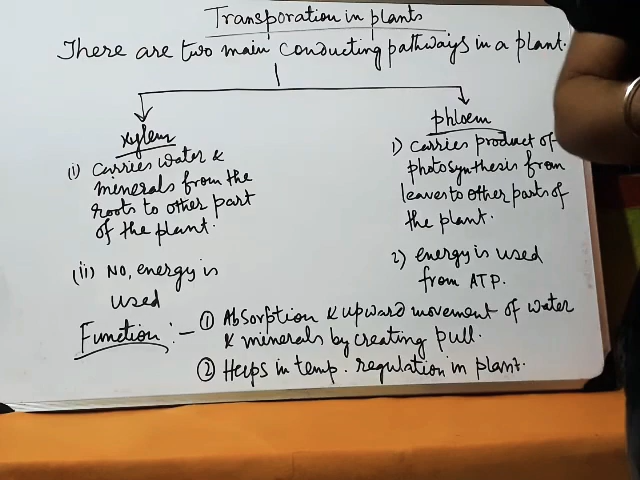 Transporation in plants
There are two main conducting pathways in a plant.
xylem
(i) carries water &
minerals from the
roots to other part
of the plant.
(ii) NO, energy is
used
phloem
1) carries product of
photosynthesis from
leaves to other parts of
the plant.
2) energy is used
from ATP.
Function :- ① Absorption & upward movement of water
& minerals by creating pull.
② Helps in temp. regulation in plant.